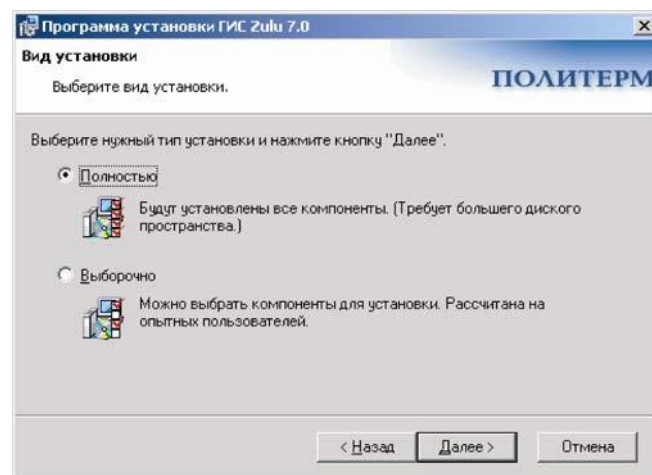 Программа установки ГИС Zulu 7.0
Вид установки
Выберите вид установки.
ПОЛИТЕРМ
Выберите нужный тип установки и нажмите кнопку "Далее".
Полностью
Будут установлены все компоненты. (Требует большего диского
пространства.)
Выборочно
Можно выбрать компоненты для установки. Рассчитана на
опытных пользователей.
< Назад Далее > Отмена